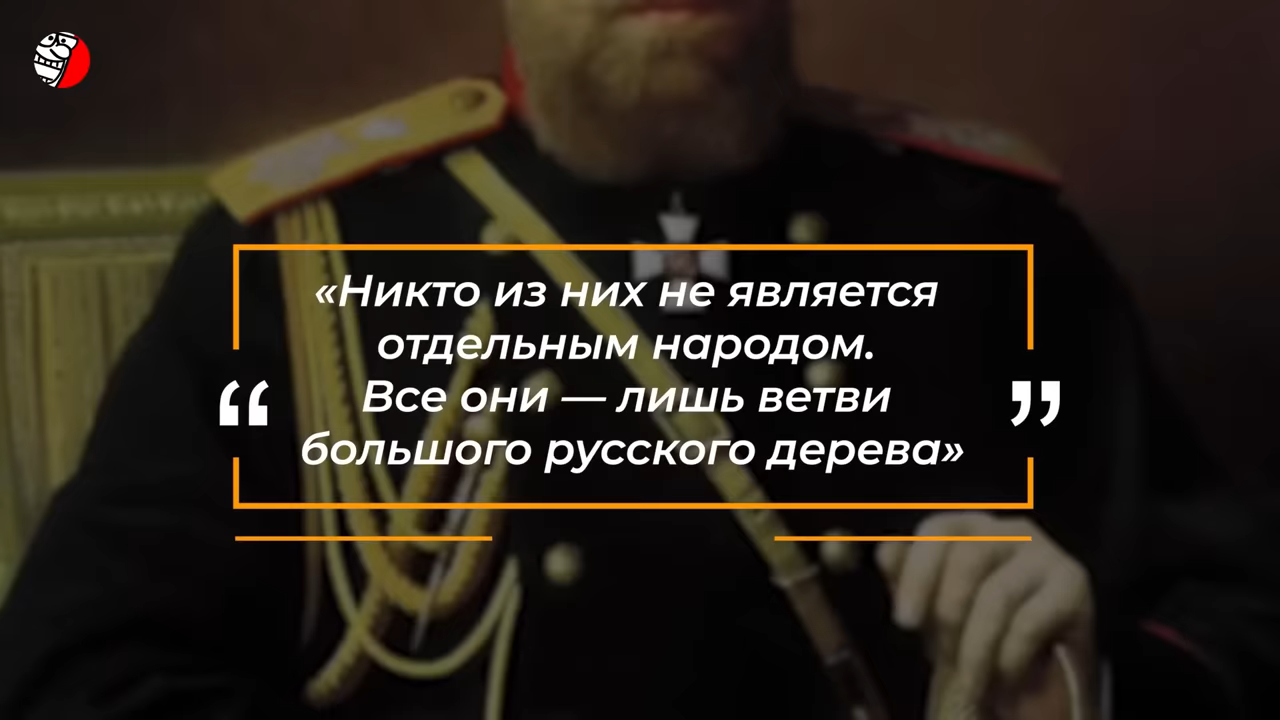 «Никто из них не является
отдельным народом.
Все они — лишь ветви
большого русского дерева»